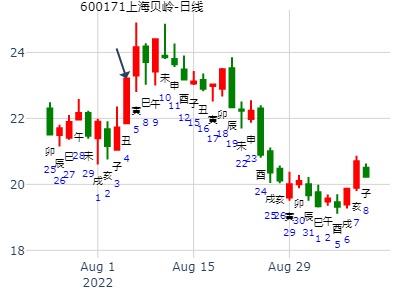 600171上海贝岭-日线
24
22
20
18
卯
25
辰
26
巳
27
午
28
未
29
戌
1
亥
2
子
3
丑
4
寅
5
巳
8
午
9
未
10
申
11
酉
12
子
15
丑
16
寅
17
卯
18
辰
19
未
22
申
23
酉
24
戌
25
亥
26
寅
29
卯
30
辰
31
巳
1
午
2
酉
5
戌
6
亥
7
子
8
Aug 1
2022
Aug 15
Aug 29